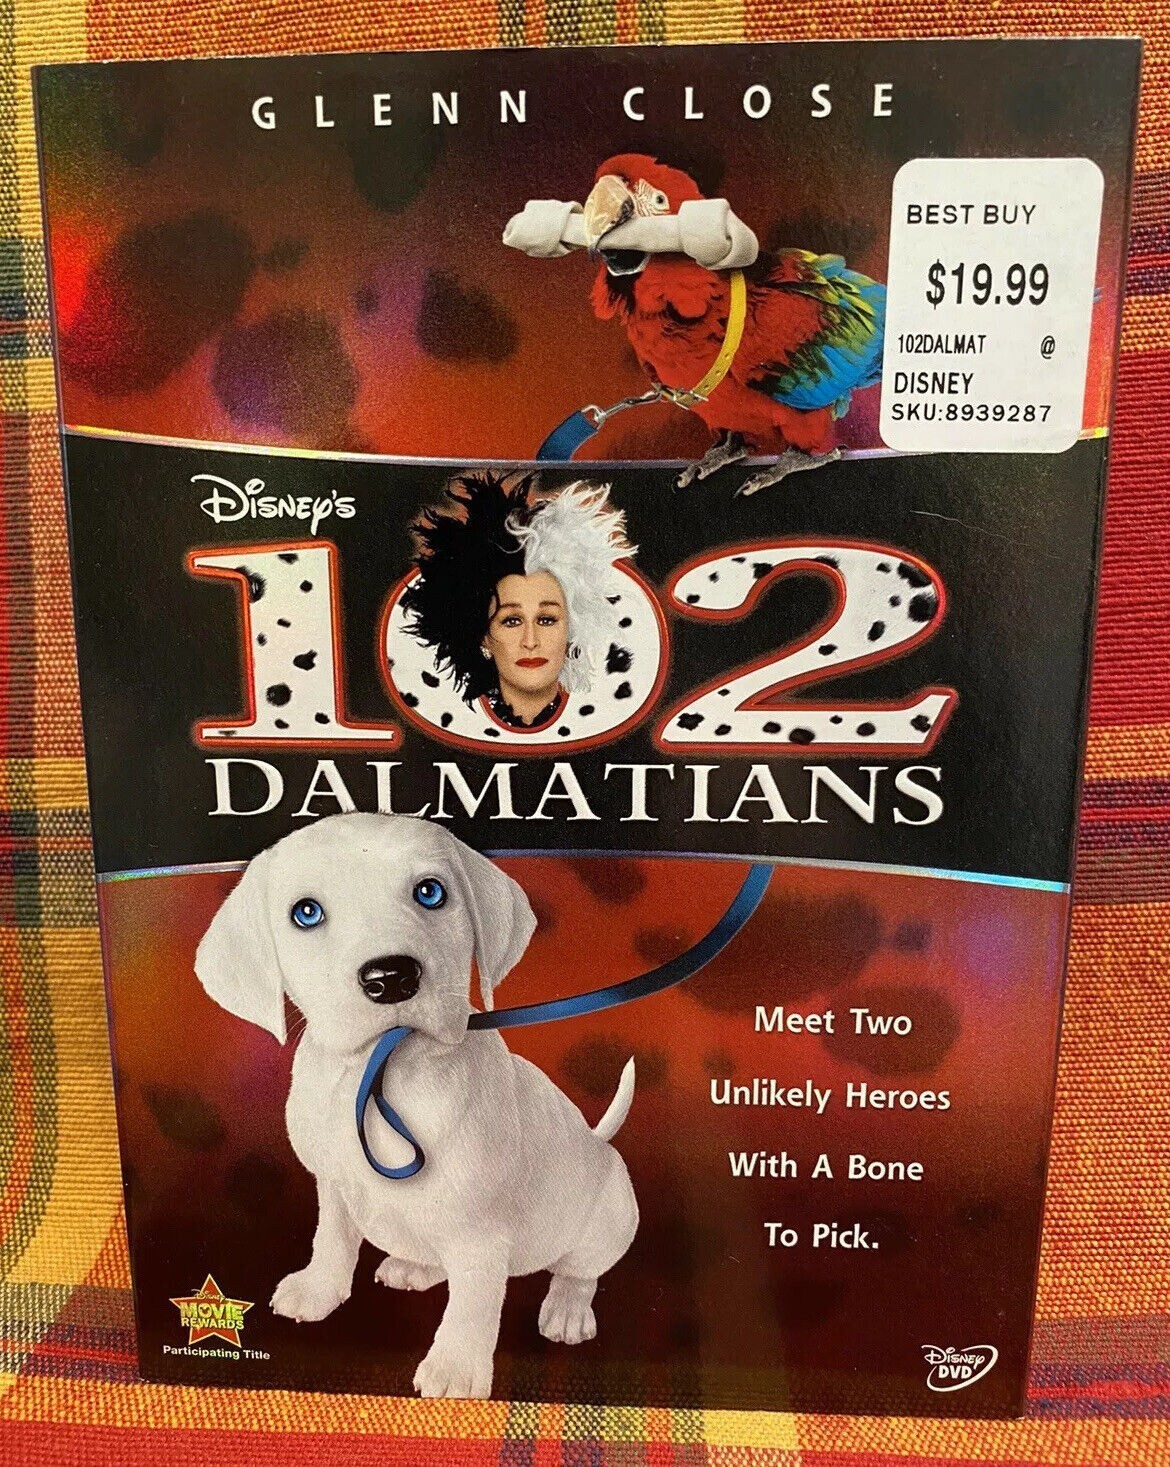 GLENN CLOSE
BEST BUY
$19.99
102DALMAT @
DISNEY
SKU:8939287
DISNEY'S
102
DALMATIANS
Meet Two
Unlikely Heroes
With A Bone
To Pick.
Disney
MOVIE
REWARDS
Participating Title
DISNEY
DVD